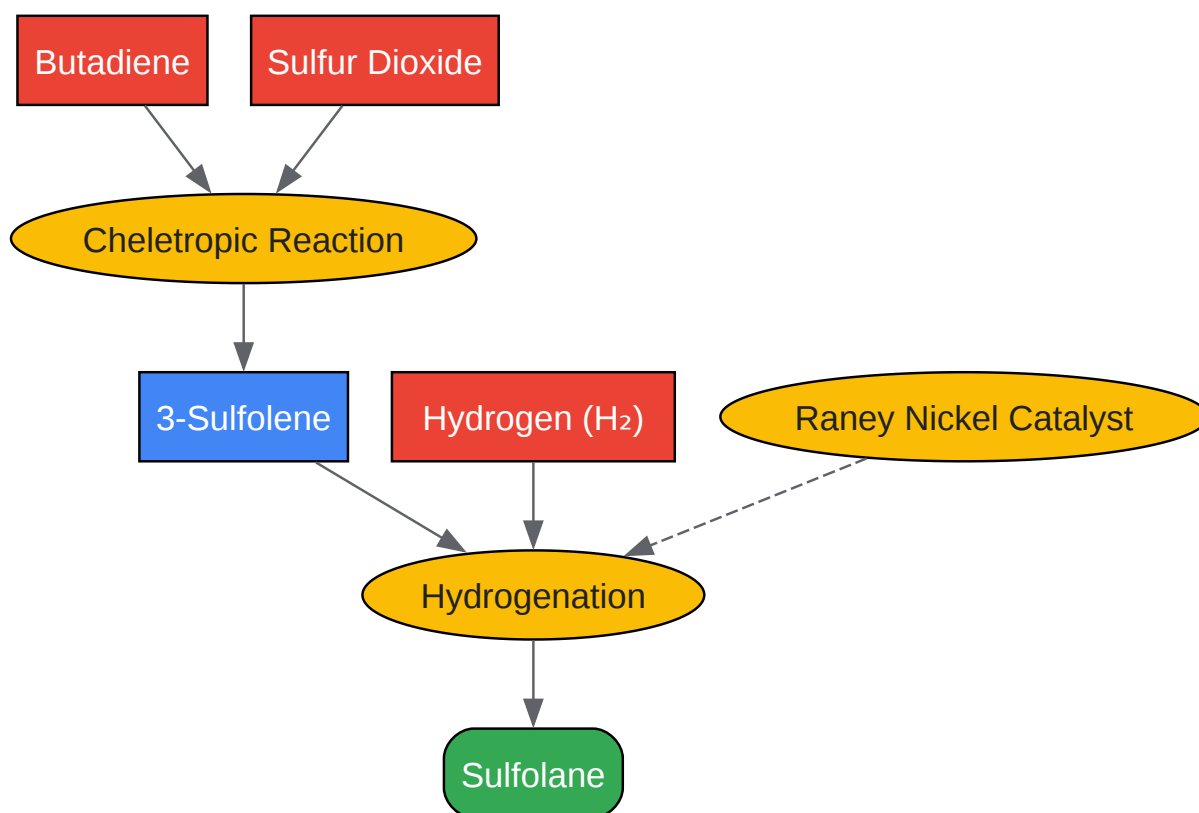 Butadiene
Sulfur Dioxide
Cheletropic Reaction
3-Sulfolene
Hydrogen (H₂)
Raney Nickel Catalyst
Hydrogenation
Sulfolane